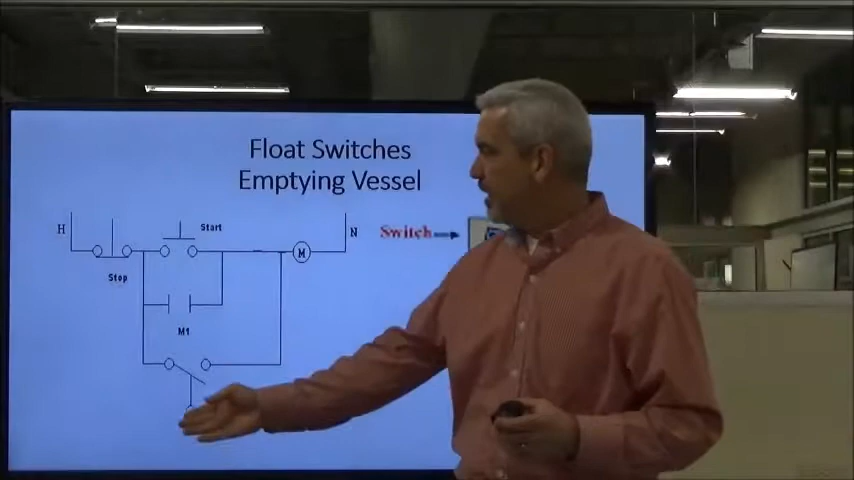 Float Switches
Emptying Vessel
H
Start
N
Switch
M
Stop
M1